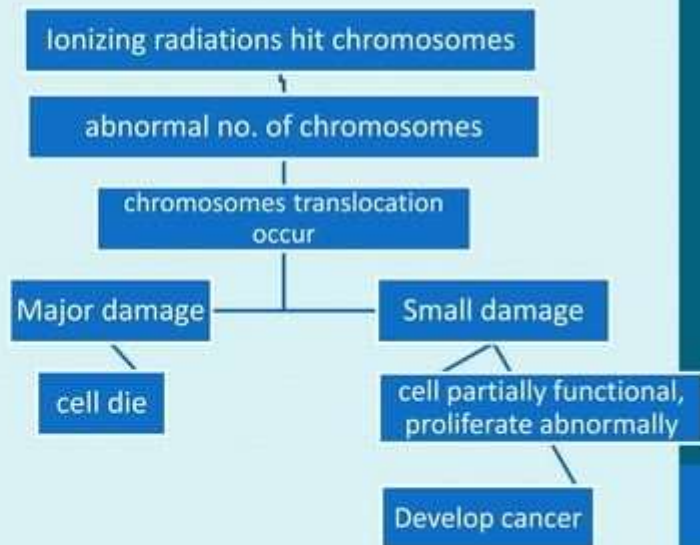 Ionizing radiations hit chromosomes
abnormal no. of chromosomes
chromosomes translocation
occur
Major damage
Small damage
cell die
cell partially functional,
proliferate abnormally
Develop cancer